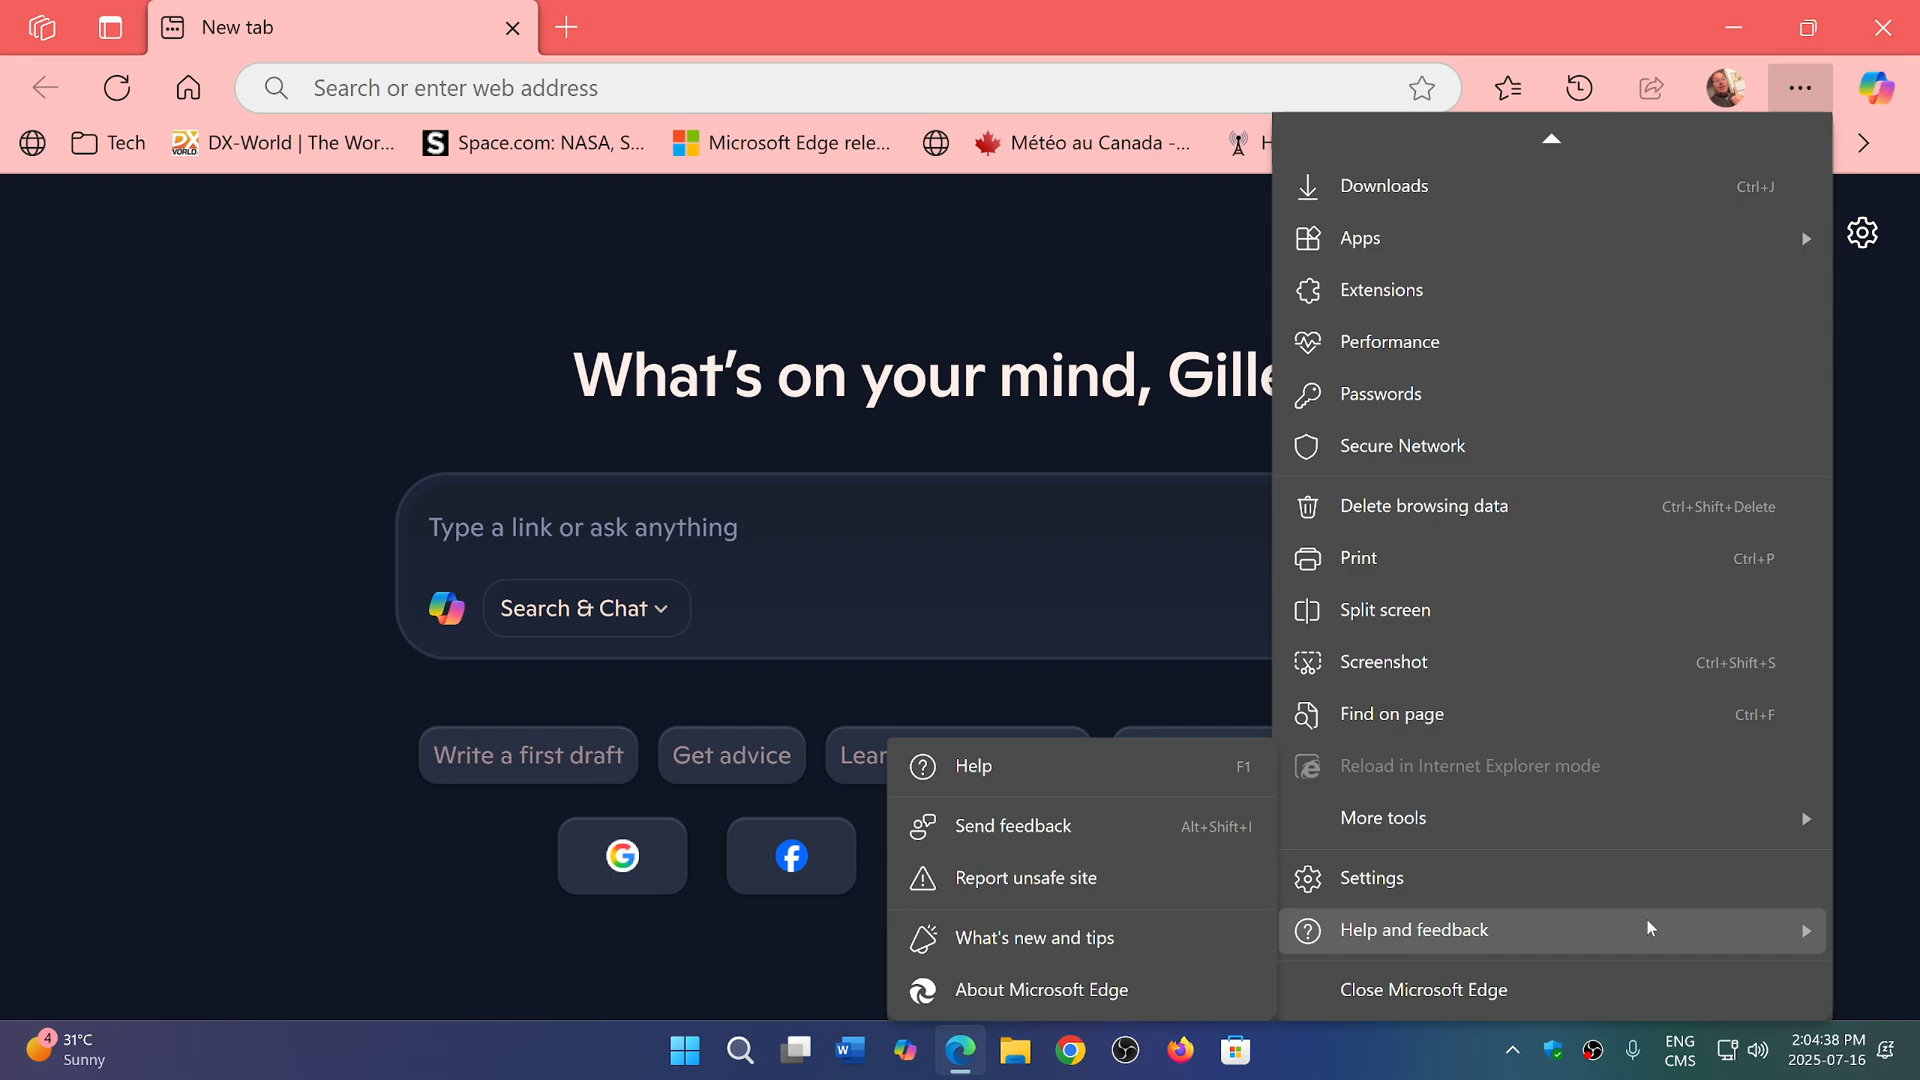 New tab
Search or enter web address
Tech
DX-World | The Wor...
Space.com: NASA, S...
Microsoft Edge rele...
Météo au Canada -...
H
What's on your mind, Gille
Type a link or ask anything
Search & Chat
Write a first draft
Get advice
Lear
Downloads Ctrl+J
Apps
Extensions
Performance
Passwords
Secure Network
Delete browsing data Ctrl+Shift+Delete
Print Ctrl+P
Split screen
Screenshot Ctrl+Shift+S
Find on page Ctrl+F
Reload in Internet Explorer mode
More tools
Settings
Help and feedback
Close Microsoft Edge
Help F1
Send feedback Alt+Shift+I
Report unsafe site
What's new and tips
About Microsoft Edge
4
31°C
Sunny
ENG
CMS
2:04:38 PM
2025-07-16